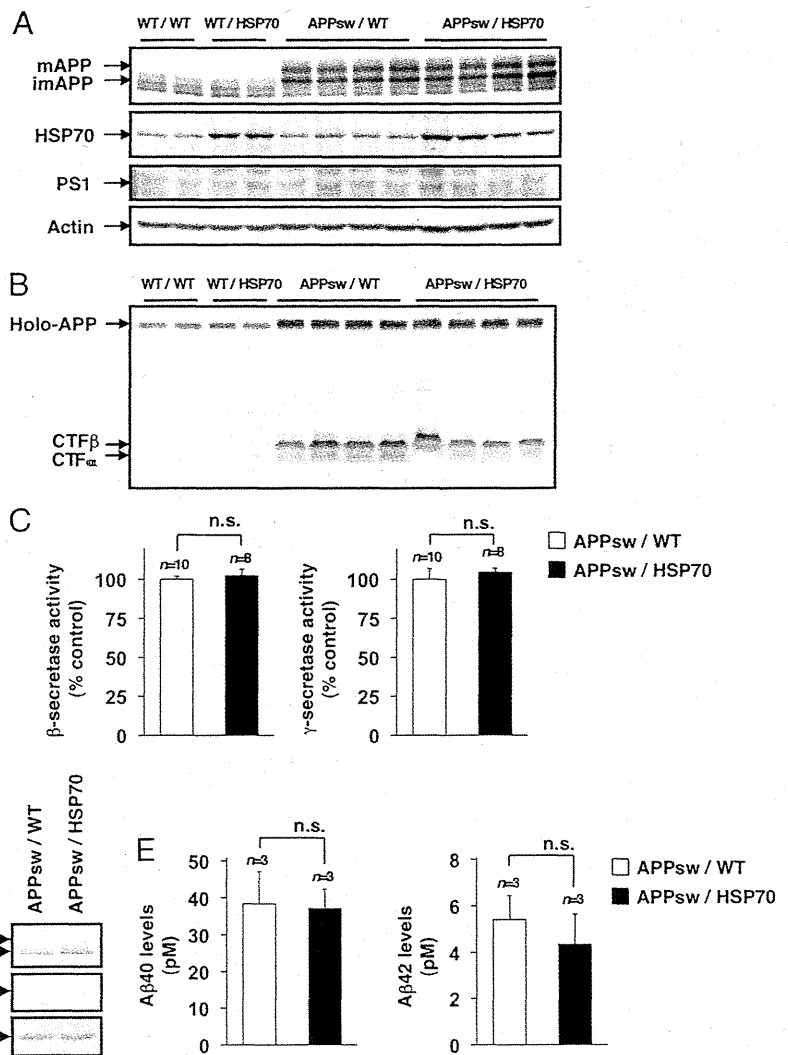 A
WT / WT WT / HSP70 APPsw / WT APPsw / HSP70
mAPP
imAPP
HSP70
PS1
Actin
B
WT / WT WT / HSP70 APPsw / WT APPsw / HSP70
Holo-APP
CTFβ
CTFα
C
n.s.
n=10
n=8
β-secretase activity
(% control)
100
75
50
25
0
n.s.
n=10
n=8
γ-secretase activity
(% control)
100
75
50
25
0
APPsw / WT
APPsw / HSP70
APPsw / WT
APPsw / HSP70
E
n.s.
n=3
n=3
Aβ40 levels
(pM)
50
40
30
20
10
0
n.s.
n=3
n=3
Aβ42 levels
(pM)
8
6
4
2
0
APPsw / WT
APPsw / HSP70